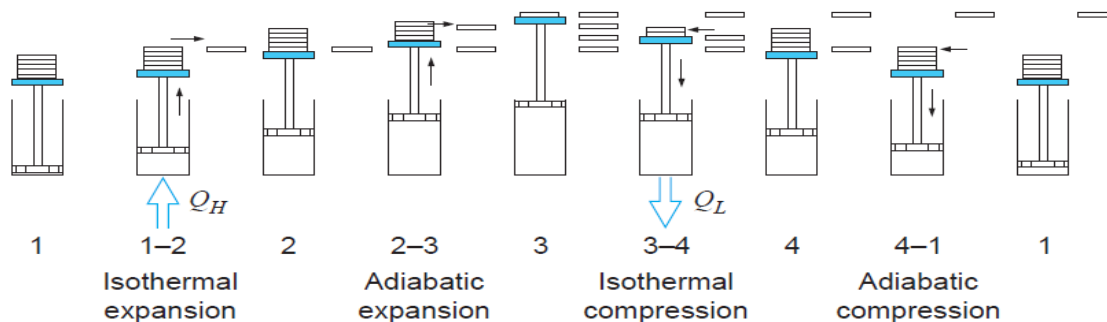 Q_H
Q_L
1 1–2 2 2–3 3 3–4 4 4–1 1
Isothermal Adiabatic Isothermal Adiabatic
expansion expansion compression compression